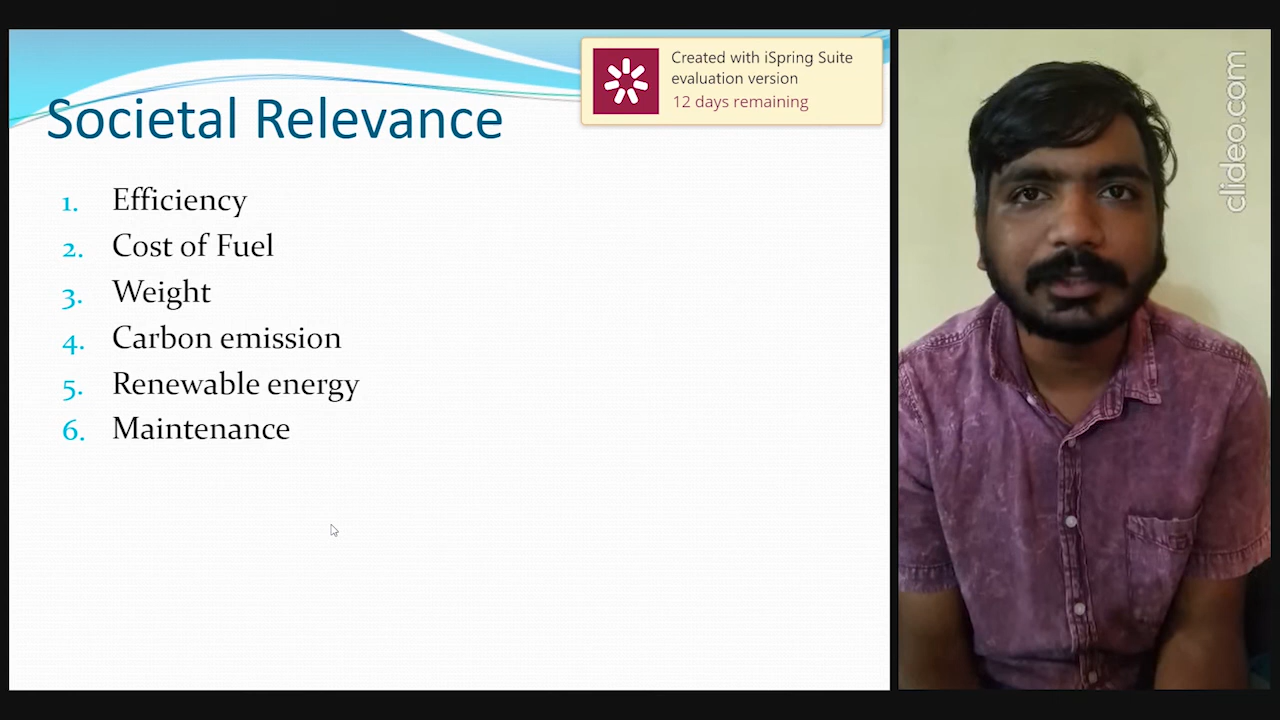 Societal Relevance
Created with iSpring Suite
evaluation version
12 days remaining
1. Efficiency
2. Cost of Fuel
3. Weight
4. Carbon emission
5. Renewable energy
6. Maintenance
clideo.com